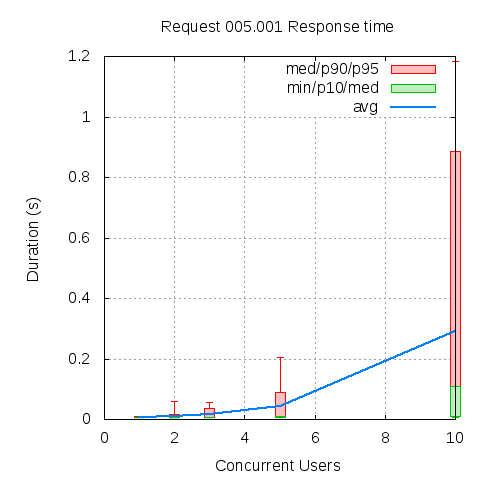 Request 005.001 Response time
med/p90/p95
min/p10/med
avg
1.2
1
0.8
0.6
0.4
0.2
0
Duration (s)
0 2 4 6 8 10
Concurrent Users